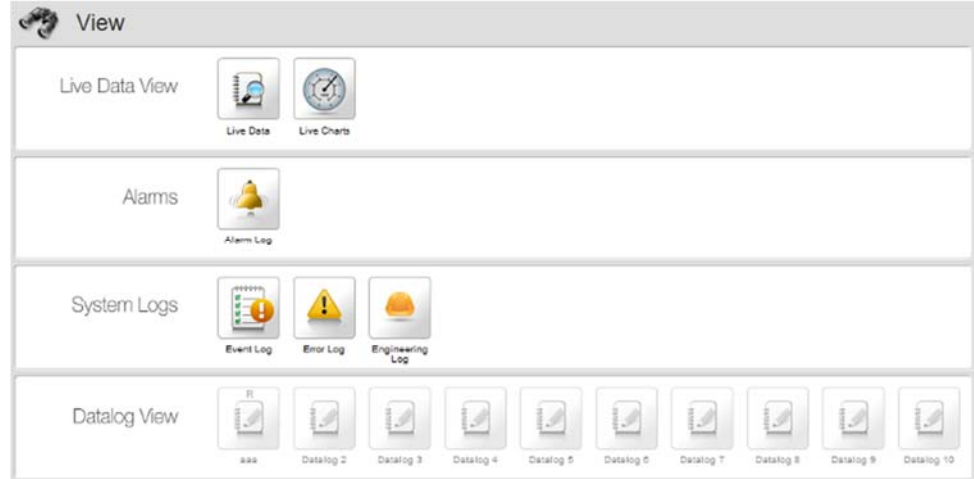 View
Live Data View
Live Data
Live Charts
Alarms
Alarm Log
System Logs
Event Log
Error Log
Engineering
Log
Datalog View
R
aaa
Datalog 2
Datalog 3
Datalog 4
Datalog 5
Datalog 6
Datalog 7
Datalog 8
Datalog 9
Datalog 10